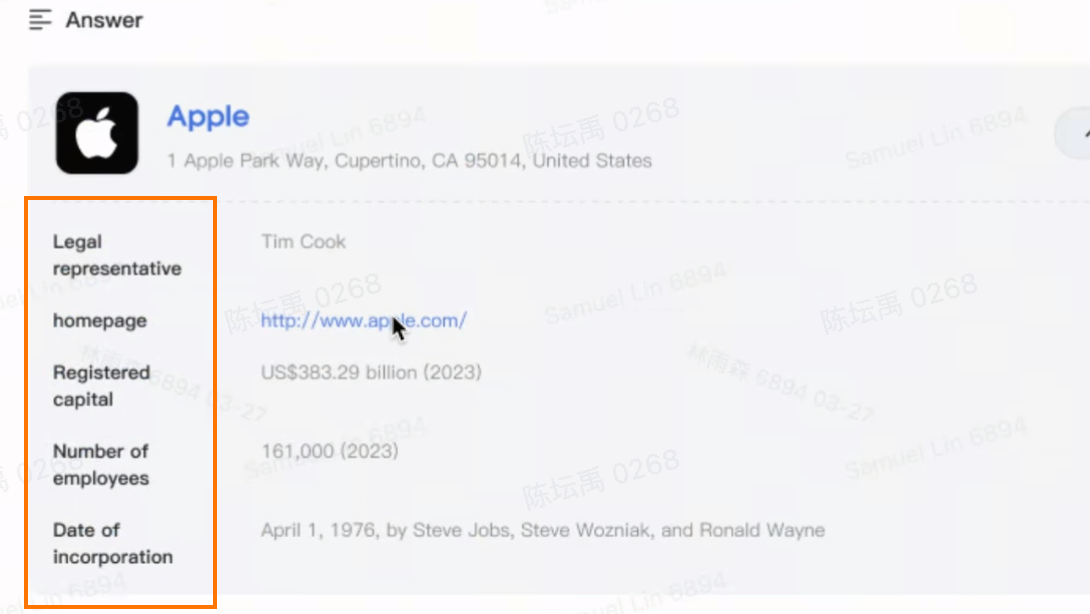 Answer
Apple
1 Apple Park Way, Cupertino, CA 95014, United States
Legal
representative
Tim Cook
homepage
http://www.apple.com/
Registered
capital
US$383.29 billion (2023)
Number of
employees
161,000 (2023)
Date of
incorporation
April 1, 1976, by Steve Jobs, Steve Wozniak, and Ronald Wayne
陈坛禹 0268
Samuel Lin 6894
林雨森 6894 03-27